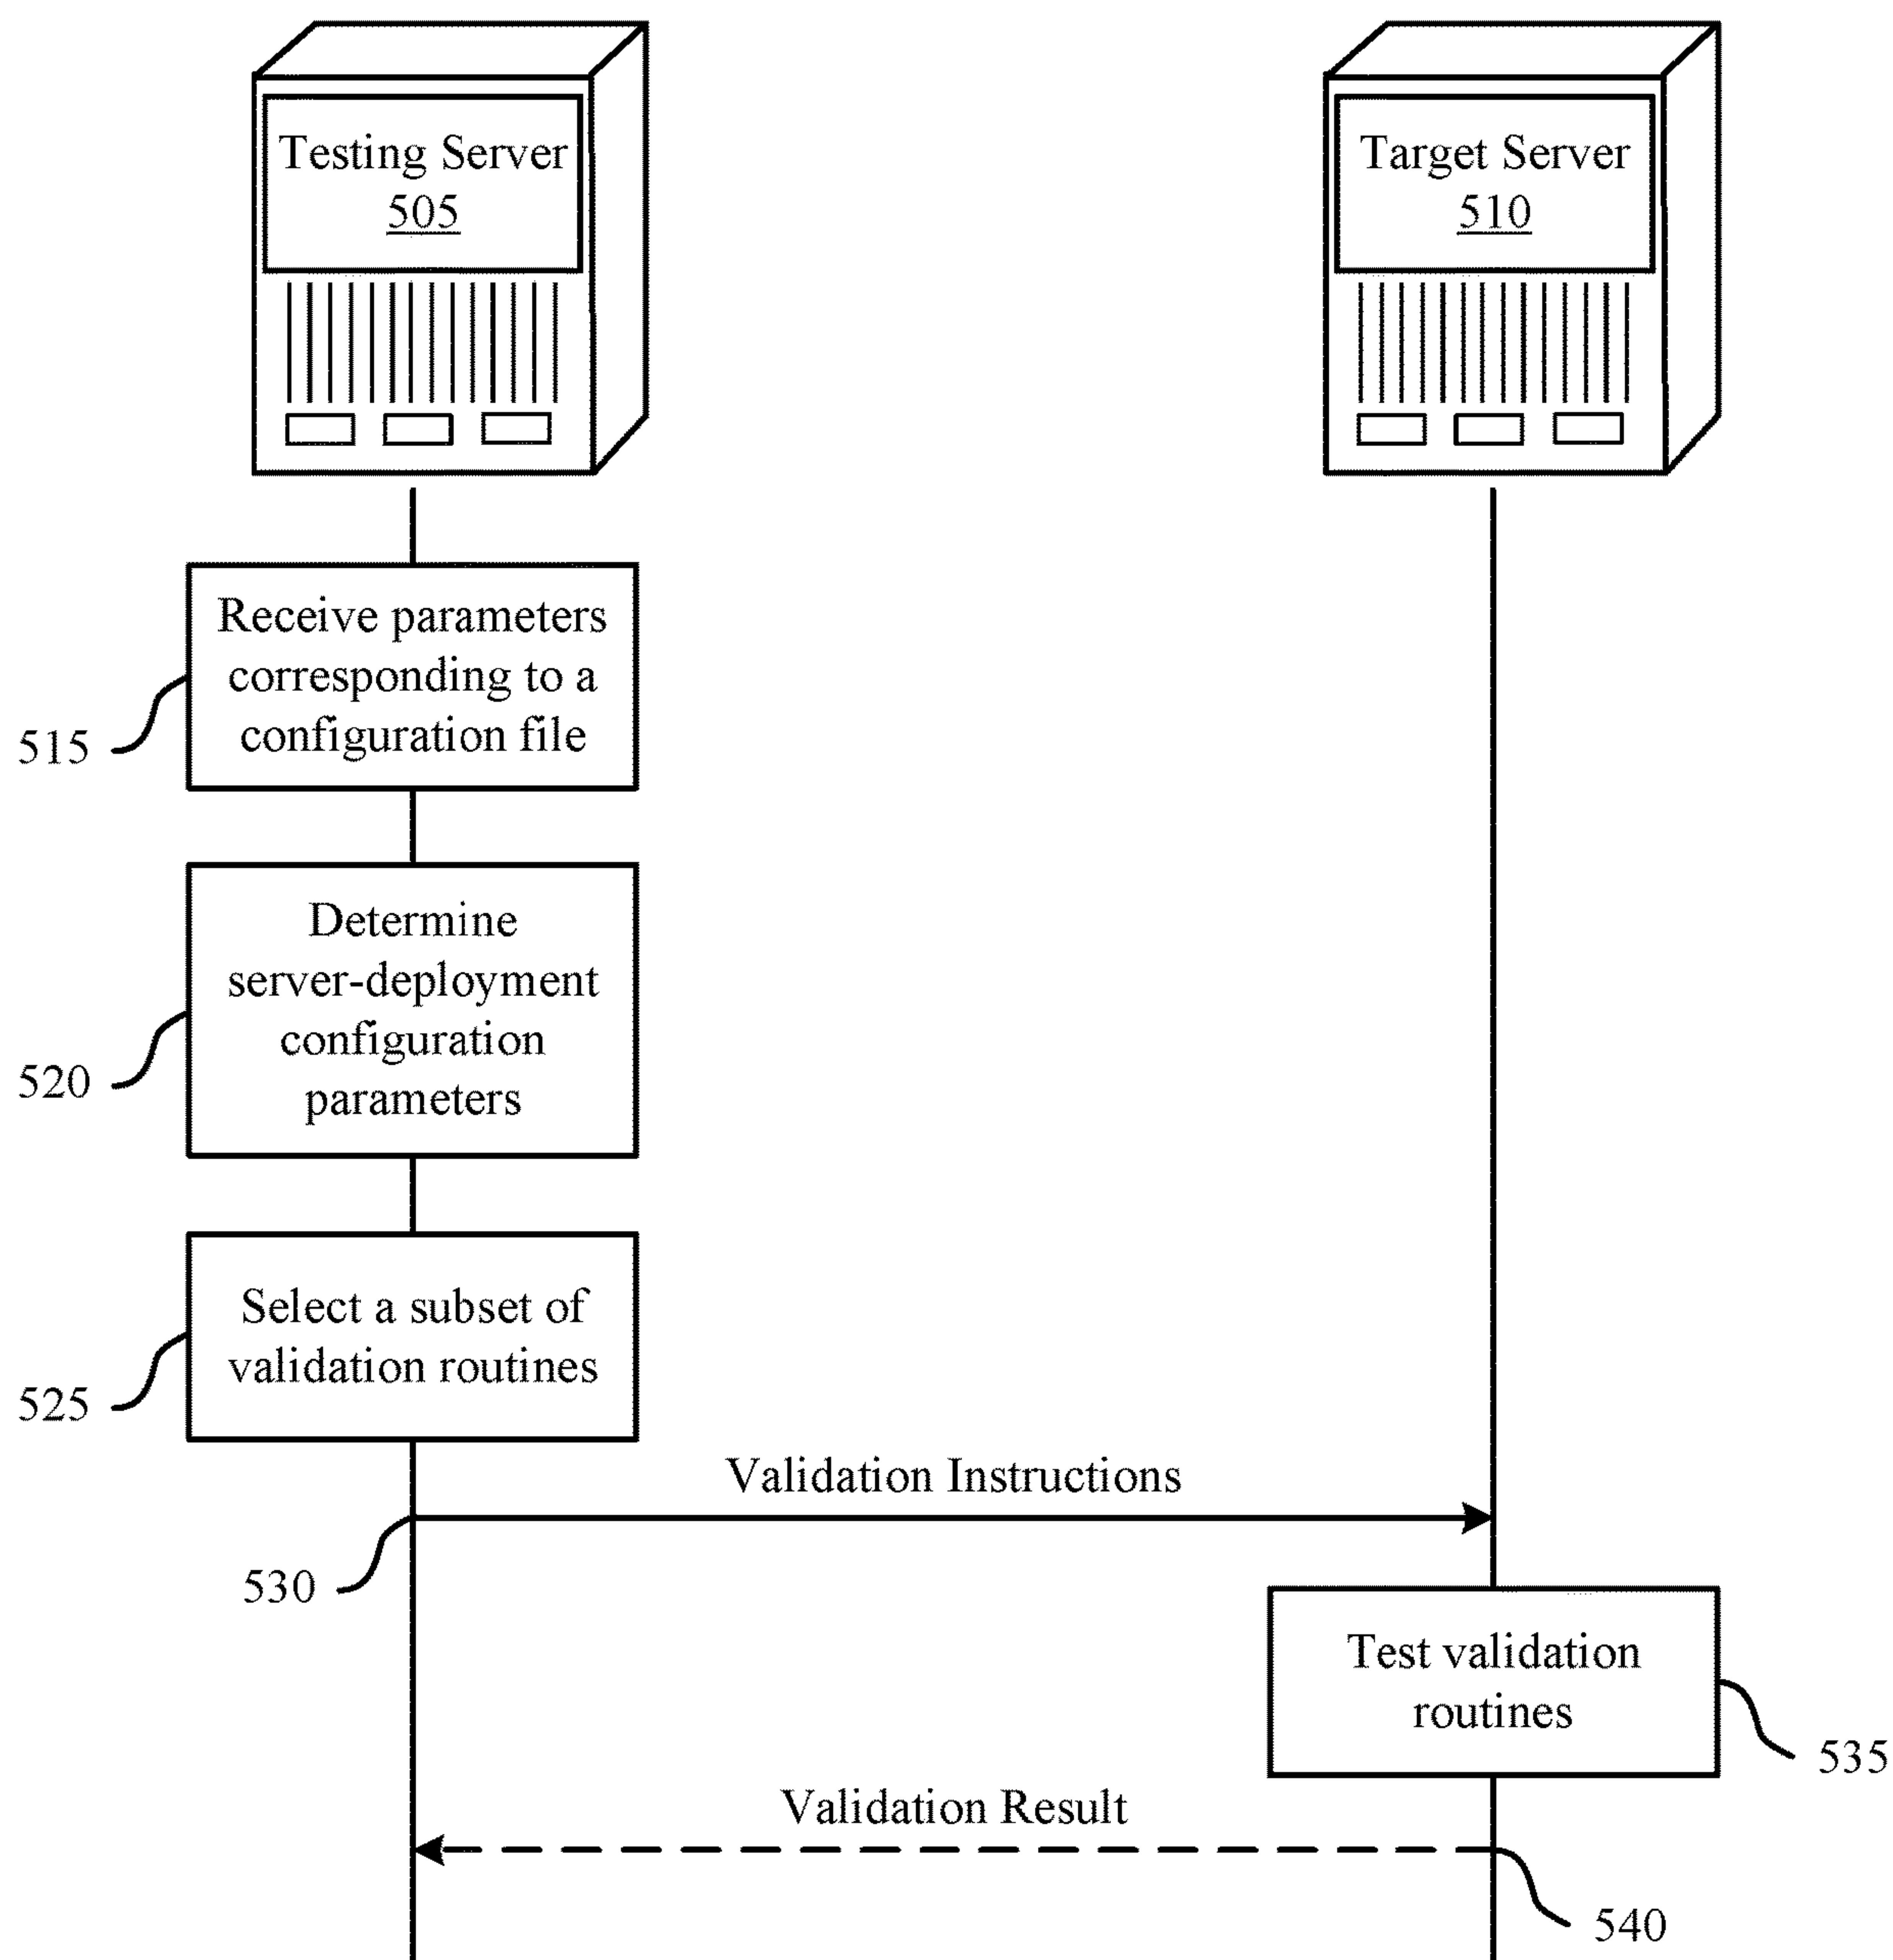 Testing Server
505
Target Server
510
Receive parameters
corresponding to a
configuration file
515
Determine
server-deployment
configuration
parameters
520
Select a subset of
validation routines
525
Validation Instructions
530
Test validation
routines
535
Validation Result
540